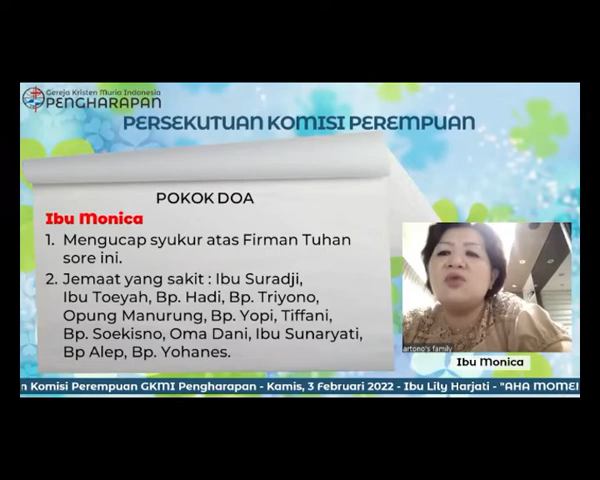 Gereja Kristen Muria Indonesia
PENGHARAPAN
PERSEKUTUAN KOMISI PEREMPUAN
POKOK DOA
Ibu Monica
1. Mengucap syukur atas Firman Tuhan
sore ini.
2. Jemaat yang sakit : Ibu Suradji,
Ibu Toeyah, Bp. Hadi, Bp. Triyono,
Opung Manurung, Bp. Yopi, Tiffani,
Bp. Soekisno, Oma Dani, Ibu Sunaryati,
Bp Alep, Bp. Yohanes.
artono's family
Ibu Monica
n Komisi Perempuan GKMI Pengharapan - Kamis, 3 Februari 2022 - Ibu Lily Harjati - "AHA MOME